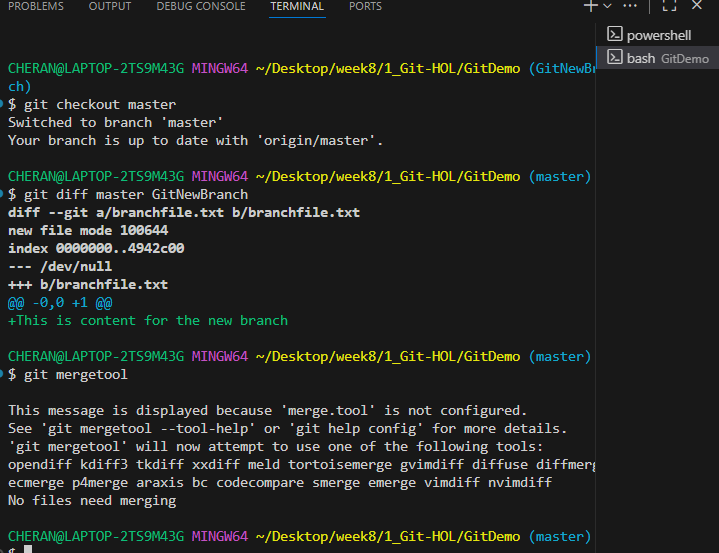 PROBLEMS OUTPUT DEBUG CONSOLE TERMINAL PORTS
powershell
bash GitDemo
CHERAN@LAPTOP-2TS9M43G MINGW64 ~/Desktop/week8/1_Git-HOL/GitDemo (GitNewBr
ch)
$ git checkout master
Switched to branch 'master'
Your branch is up to date with 'origin/master'.
CHERAN@LAPTOP-2TS9M43G MINGW64 ~/Desktop/week8/1_Git-HOL/GitDemo (master)
$ git diff master GitNewBranch
diff --git a/branchfile.txt b/branchfile.txt
new file mode 100644
index 0000000..4942c00
--- /dev/null
+++ b/branchfile.txt
@@ -0,0 +1 @@
+This is content for the new branch
CHERAN@LAPTOP-2TS9M43G MINGW64 ~/Desktop/week8/1_Git-HOL/GitDemo (master)
$ git mergetool
This message is displayed because 'merge.tool' is not configured.
See 'git mergetool --tool-help' or 'git help config' for more details.
'git mergetool' will now attempt to use one of the following tools:
opendiff kdiff3 tkdiff xxdiff meld tortoisemerge gvimdiff diffuse diffmerg
ecmerge p4merge araxis bc codecompare smerge emerge vimdiff nvimdiff
No files need merging
CHERAN@LAPTOP-2TS9M43G MINGW64 ~/Desktop/week8/1_Git-HOL/GitDemo (master)
$